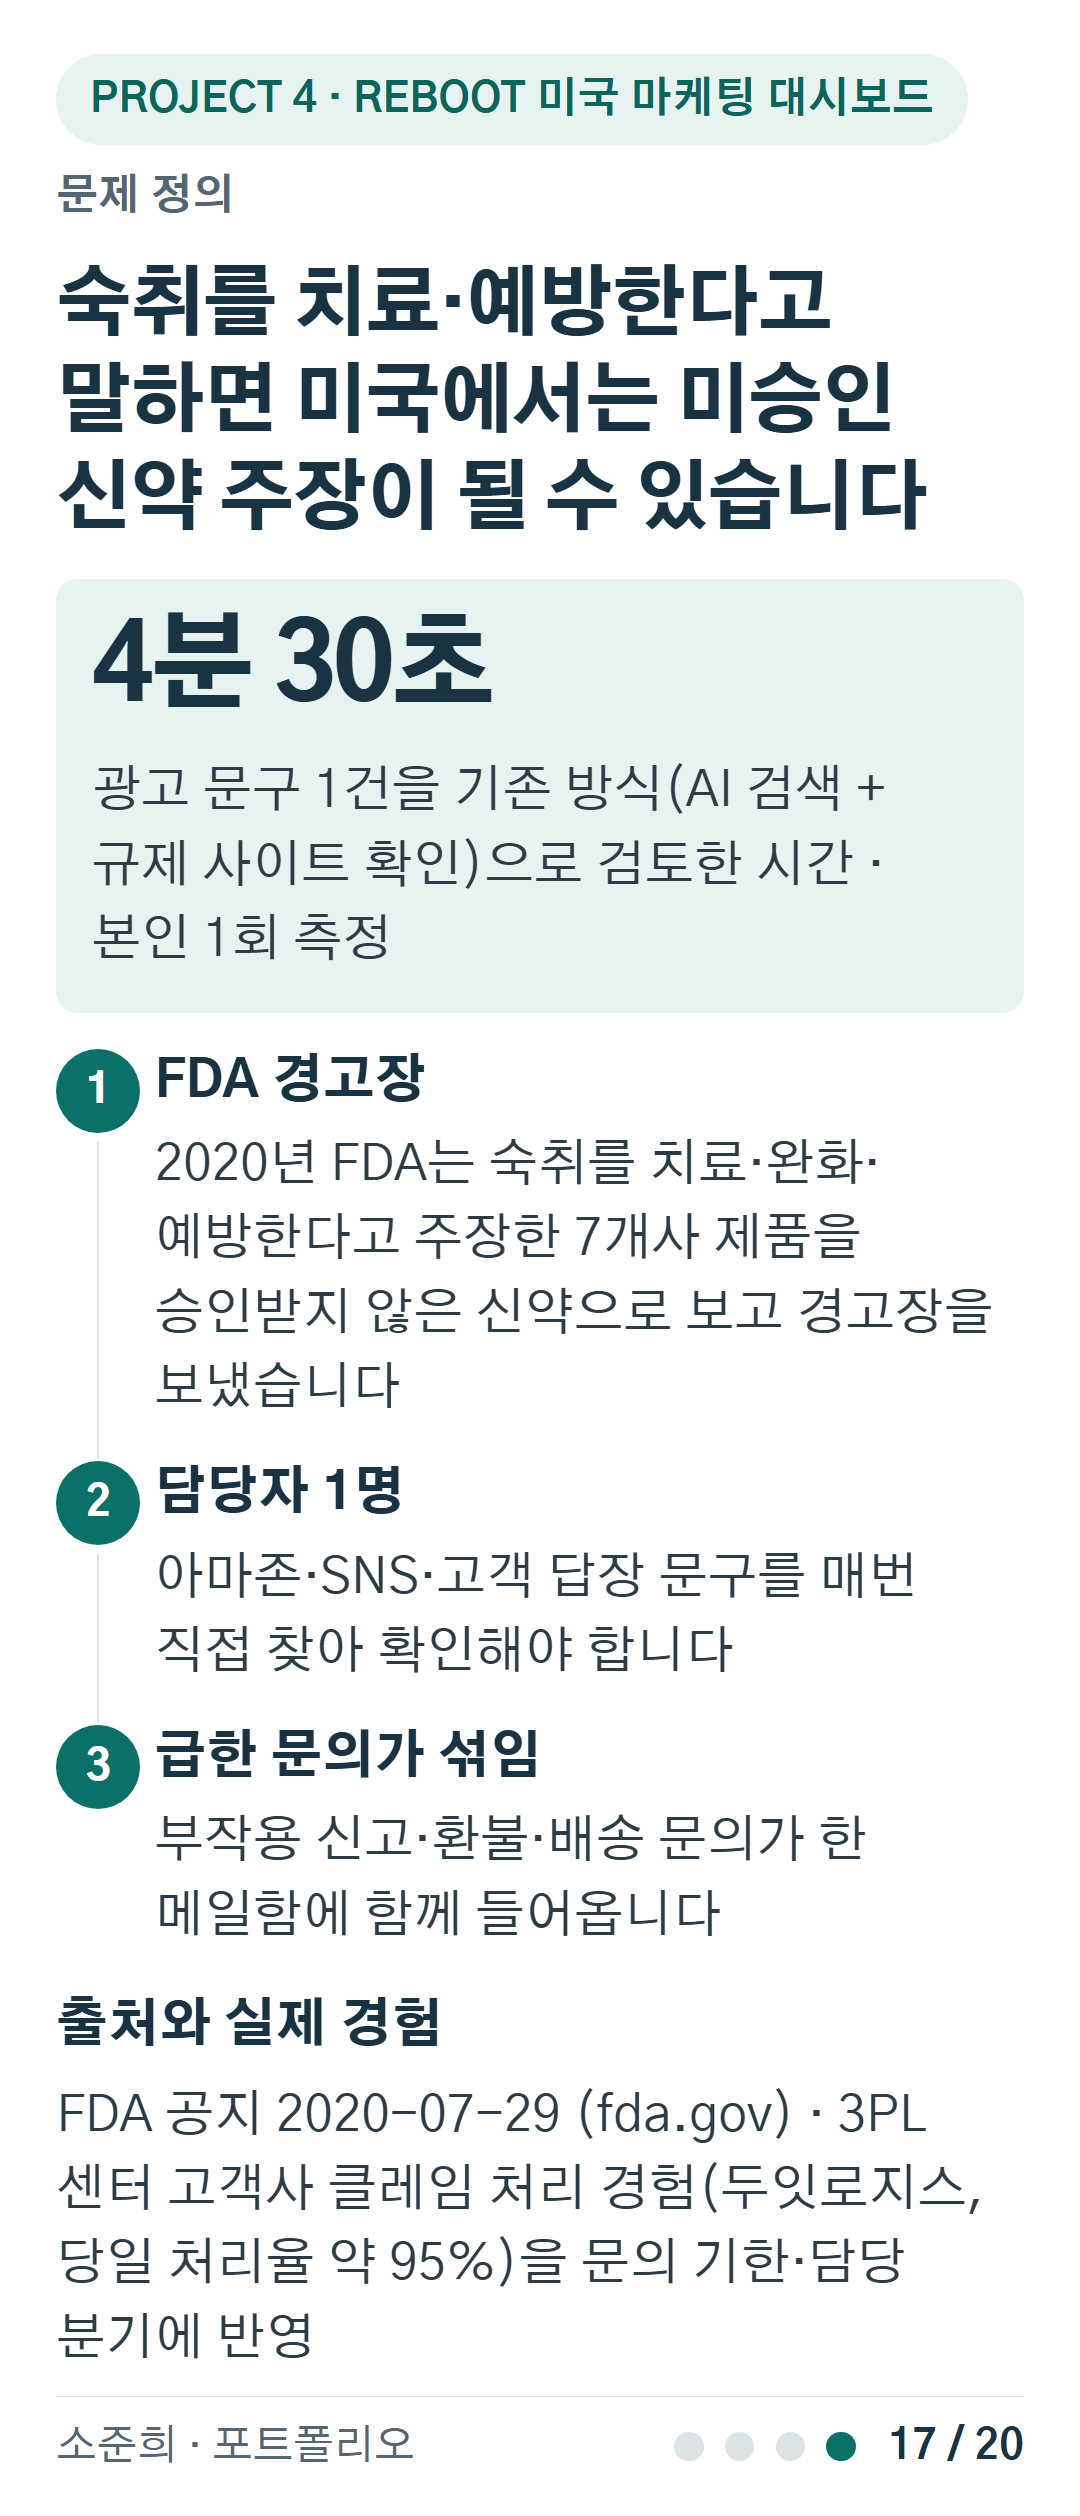 PROJECT 4 · REBOOT 미국 마케팅 대시보드
문제 정의
숙취를 치료·예방한다고
말하면 미국에서는 미승인
신약 주장이 될 수 있습니다
4분 30초
광고 문구 1건을 기존 방식(AI 검색 +
규제 사이트 확인)으로 검토한 시간 ·
본인 1회 측정
1 FDA 경고장
2020년 FDA는 숙취를 치료·완화·
예방한다고 주장한 7개사 제품을
승인받지 않은 신약으로 보고 경고장을
보냈습니다
2 담당자 1명
아마존·SNS·고객 답장 문구를 매번
직접 찾아 확인해야 합니다
3 급한 문의가 섞임
부작용 신고·환불·배송 문의가 한
메일함에 함께 들어옵니다
출처와 실제 경험
FDA 공지 2020-07-29 (fda.gov) · 3PL
센터 고객사 클레임 처리 경험(두잇로지스,
당일 처리율 약 95%)을 문의 기한·담당
분기에 반영
소준희 · 포트폴리오 17 / 20